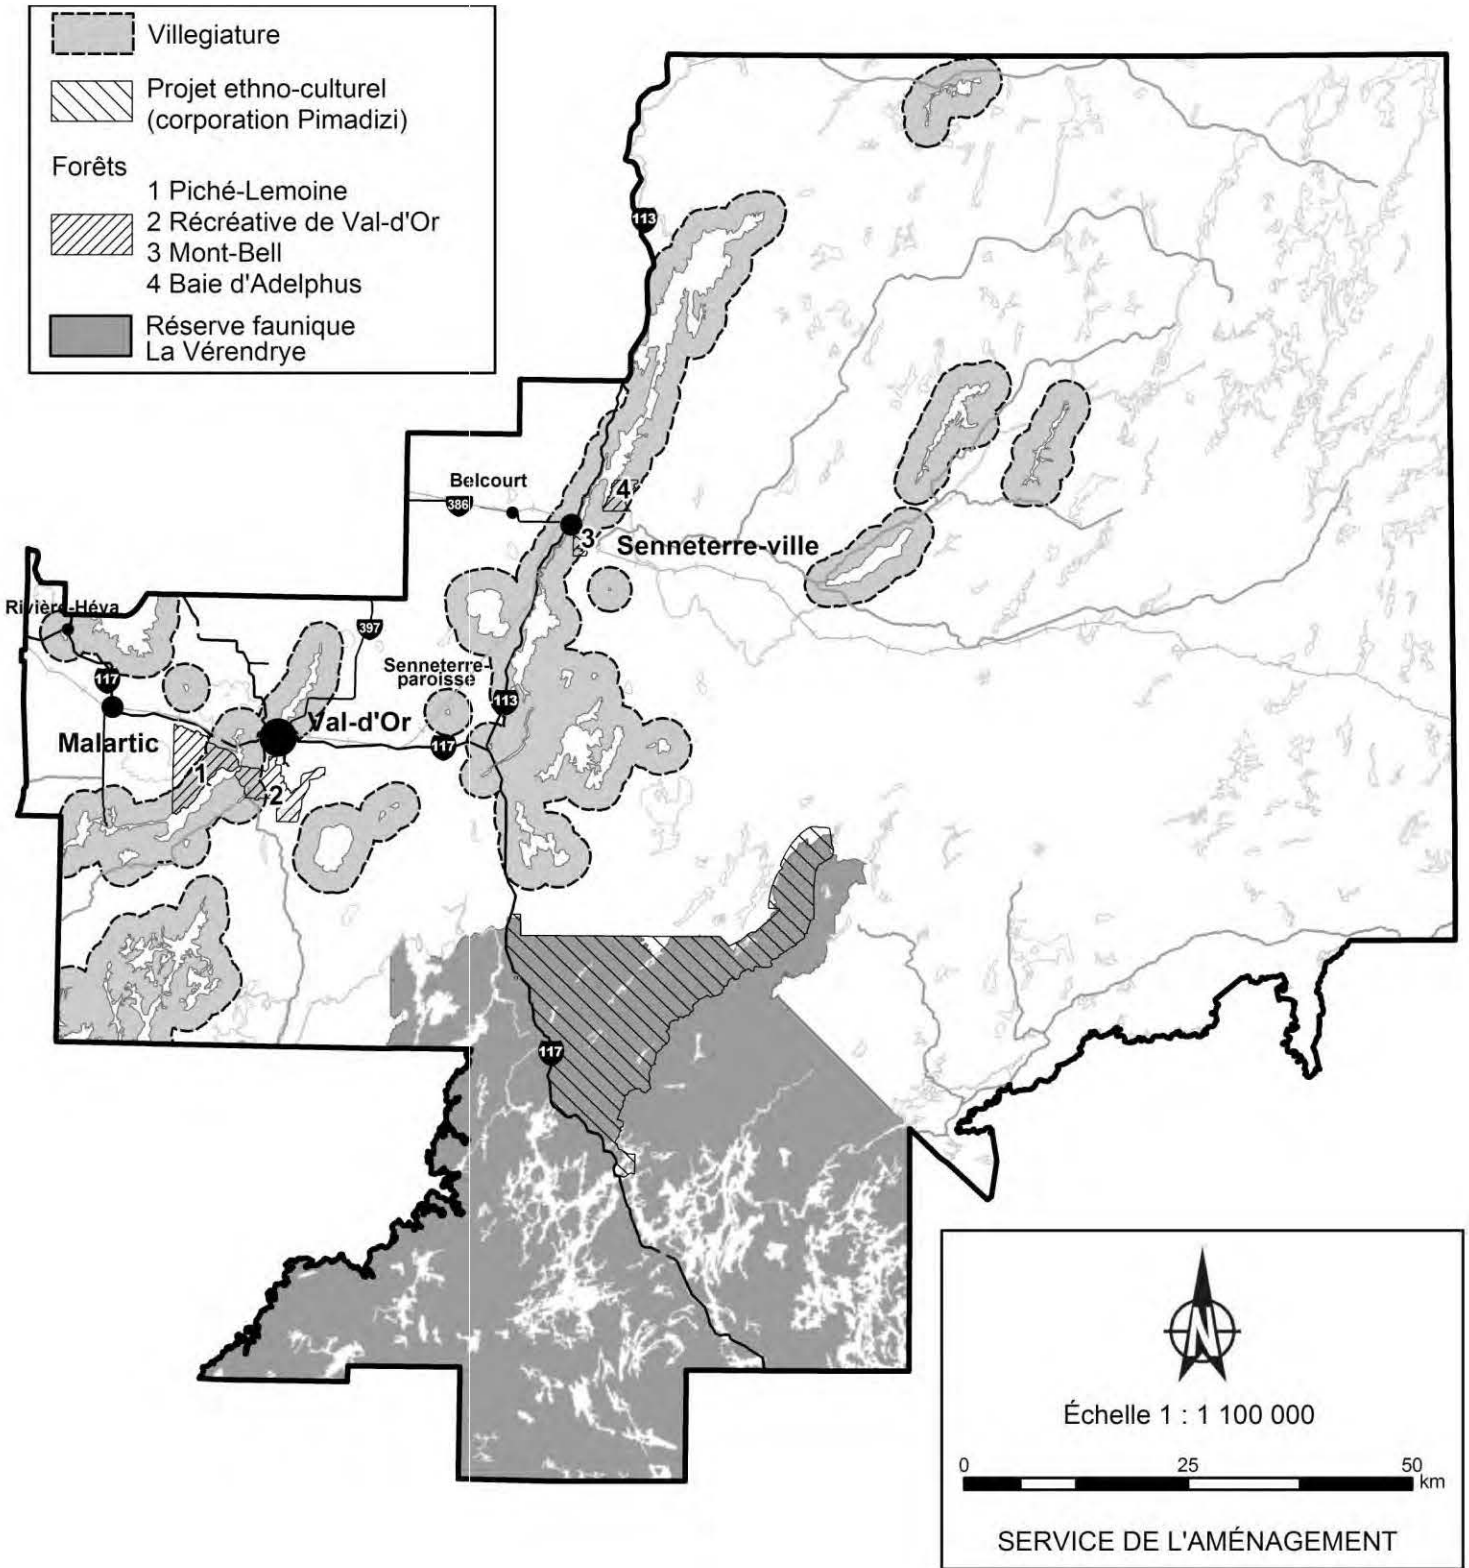 Villegiature
Projet ethno-culturel
(corporation Pimadizi)
Forêts
1 Piché-Lemoine
2 Récréative de Val-d'Or
3 Mont-Bell
4 Baie d'Adelphus
Réserve faunique
La Vérendrye
113
Belcourt
386
4
3
Senneterre-ville
Rivière-Héva
397
Senneterre-
paroisse
117
113
Val-d'Or
Malartic
117
1
2
117
N
Échelle 1 : 1 100 000
0 25 50
km
SERVICE DE L'AMÉNAGEMENT